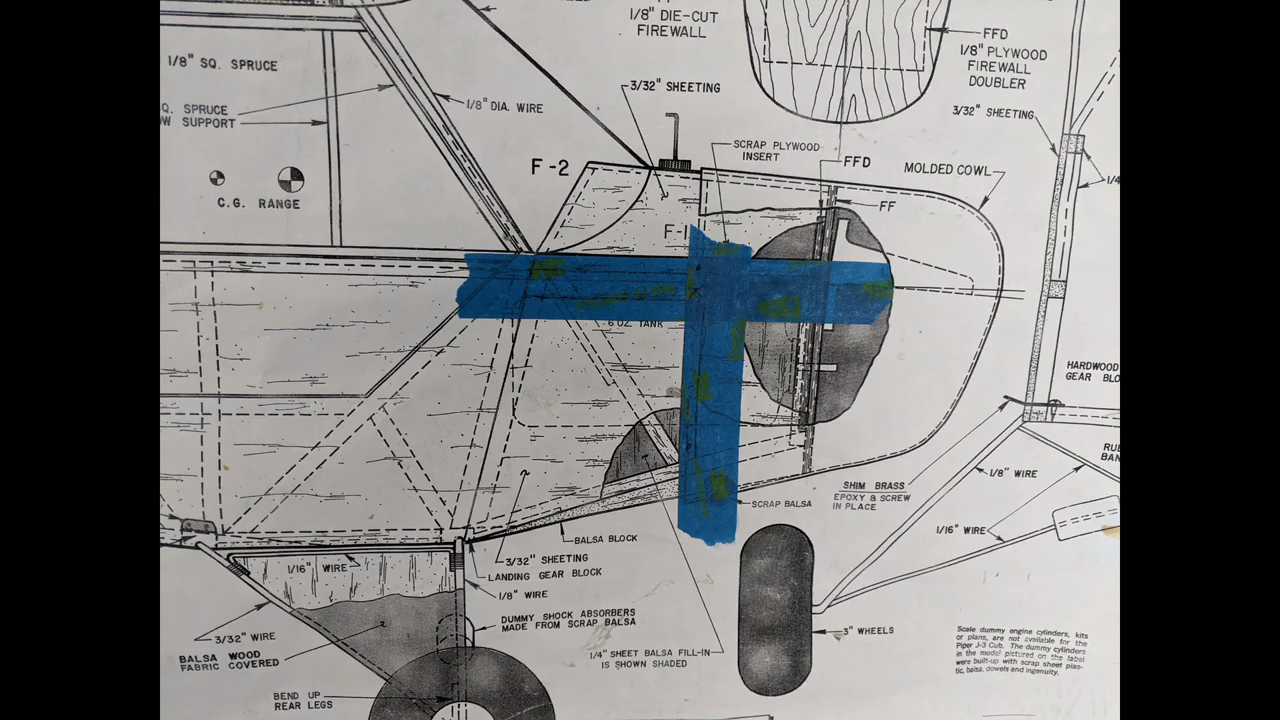 1/8" DIE-CUT
FIREWALL
FFD
1/8" PLYWOOD
FIREWALL
DOUBLER
1/8" SQ. SPRUCE
3/32" SHEETING
3/32" SHEETING
Q. SPRUCE
OW SUPPORT
1/8" DIA. WIRE
SCRAP PLYWOOD
INSERT
FFD
MOLDED COWL
F-2
FF
1/4
C.G. RANGE
F-1
6 OZ. TANK
HARDWOOD
GEAR BLO
RU
BAN
1/8" WIRE
SHIM BRASS
EPOXY & SCREW
IN PLACE
SCRAP BALSA
1/16" WIRE
BALSA BLOCK
3/32" SHEETING
LANDING GEAR BLOCK
1/16" WIRE
1/8" WIRE
DUMMY SHOCK ABSORBERS
MADE FROM SCRAP BALSA
3/32" WIRE
BALSA WOOD
FABRIC COVERED
1/4" SHEET BALSA FILL-IN
IS SHOWN SHADED
3" WHEELS
BEND UP
REAR LEGS
Scale dummy engine cylinders, kits
or plans, are not available for the
Piper J-3 Cub. The dummy cylinders
in the model pictured on the label
were built-up with scrap sheet plas-
tic, balsa, dowels and ingenuity.